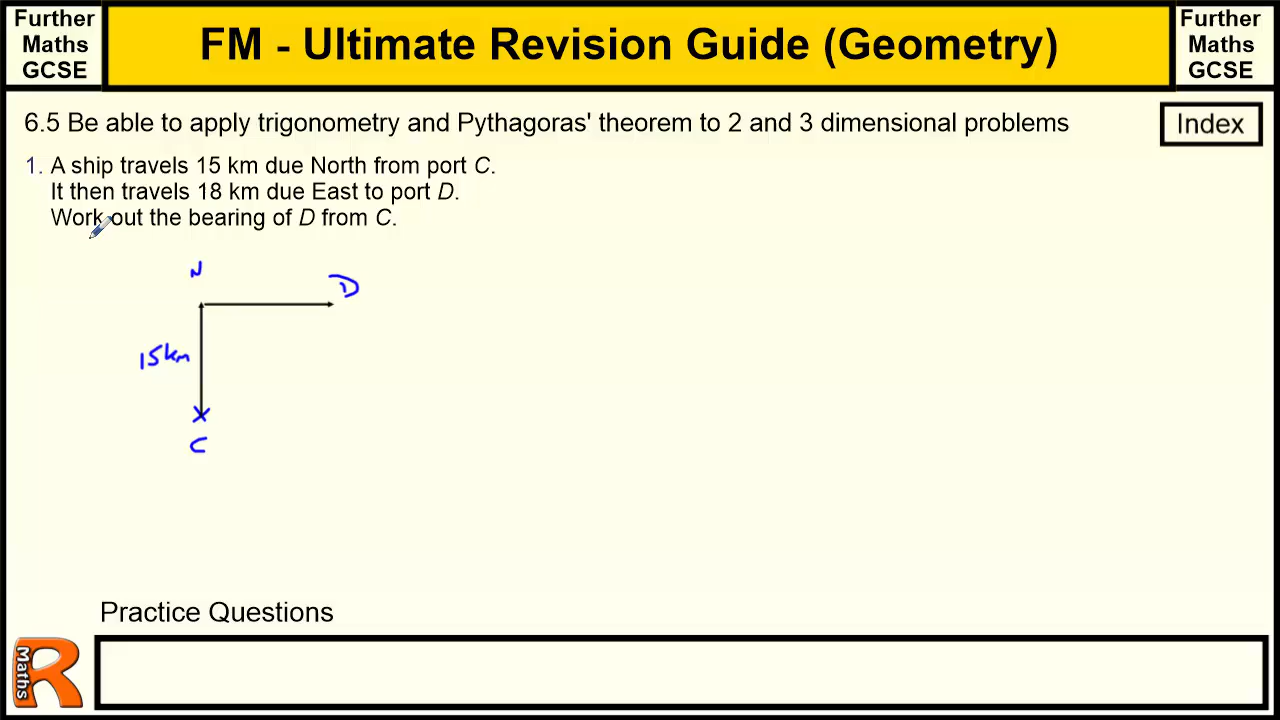 Further
Maths
GCSE
FM - Ultimate Revision Guide (Geometry)
Further
Maths
GCSE
6.5 Be able to apply trigonometry and Pythagoras' theorem to 2 and 3 dimensional problems
Index
1. A ship travels 15 km due North from port C.
It then travels 18 km due East to port D.
Work out the bearing of D from C.
N
D
15km
C
Practice Questions
R
Maths